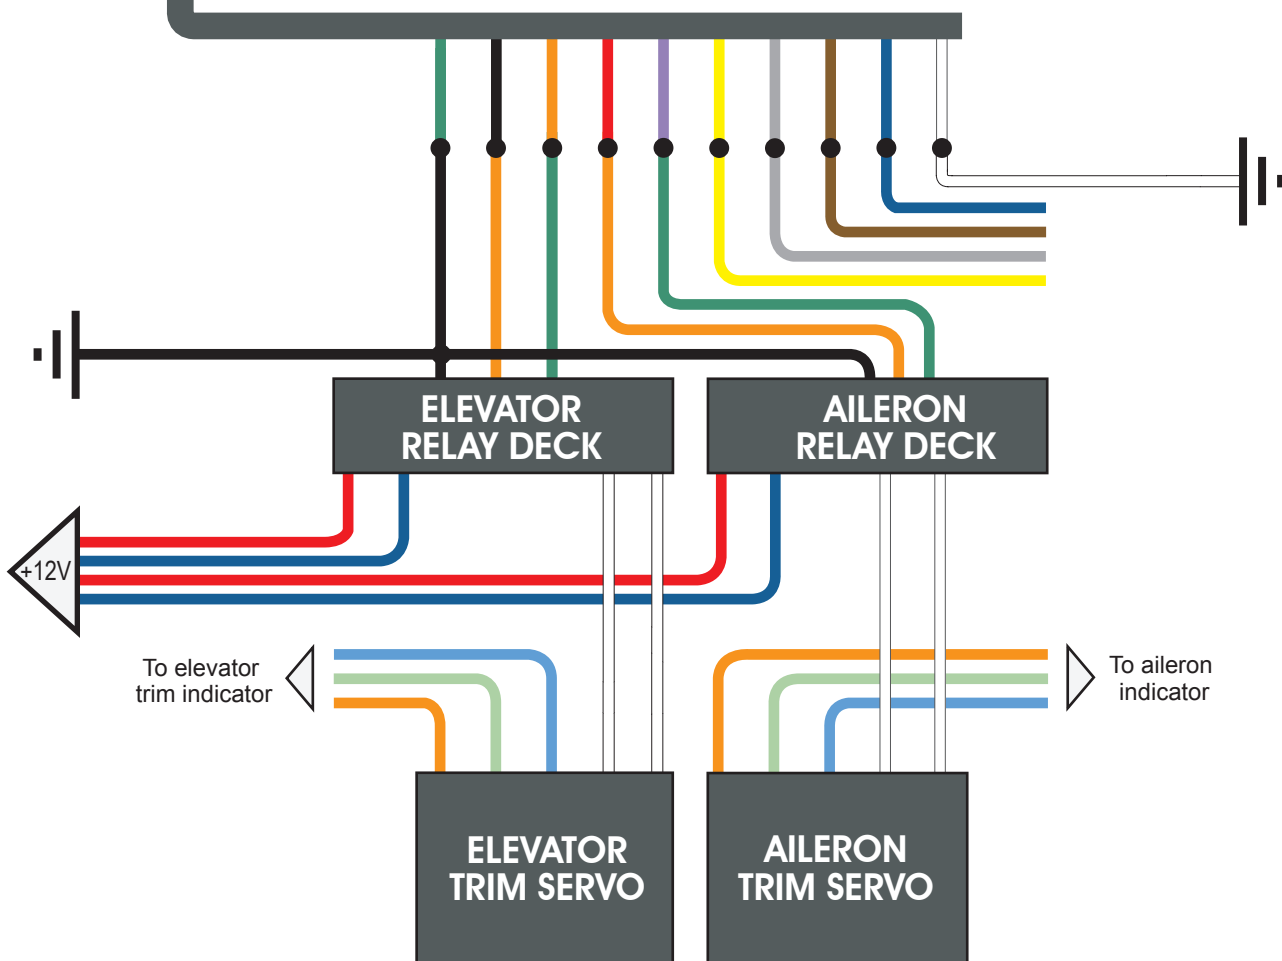 ELEVATOR
RELAY DECK
AILERON
RELAY DECK
+12V
To elevator
trim indicator
To aileron
indicator
ELEVATOR
TRIM SERVO
AILERON
TRIM SERVO